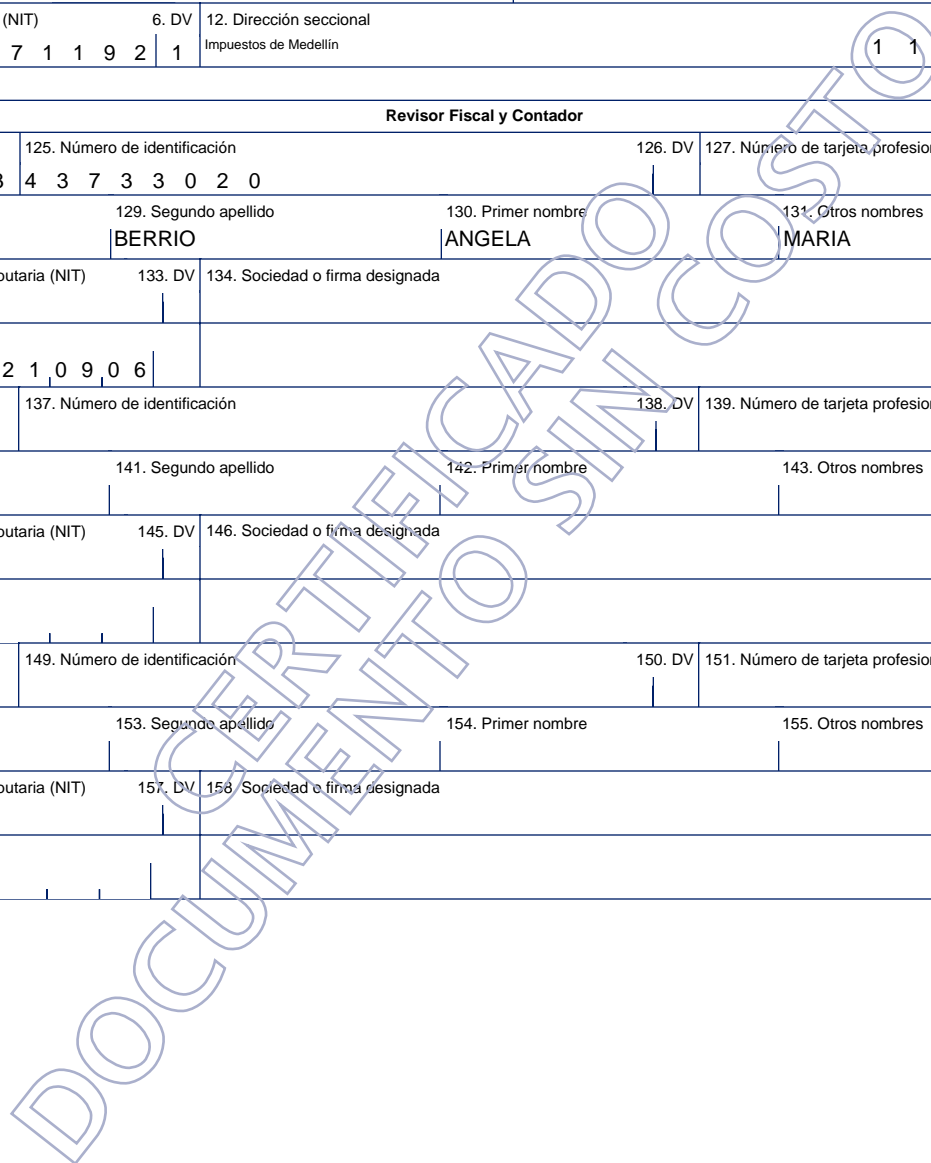 (NIT) 6. DV 12. Dirección seccional
7 1 1 9 2 1 Impuestos de Medellín 1 1
Revisor Fiscal y Contador
125. Número de identificación 126. DV 127. Número de tarjeta profesion
4 3 7 3 3 0 2 0
129. Segundo apellido 130. Primer nombre 131. Otros nombres
BERRIO ANGELA MARIA
butaria (NIT) 133. DV 134. Sociedad o firma designada
2 1 0 9 0 6
137. Número de identificación 138. DV 139. Número de tarjeta profesion
141. Segundo apellido 142. Primer nombre 143. Otros nombres
butaria (NIT) 145. DV 146. Sociedad o firma designada
149. Número de identificación 150. DV 151. Número de tarjeta profesion
153. Segundo apellido 154. Primer nombre 155. Otros nombres
butaria (NIT) 157. DV 158. Sociedad o firma designada
CERTIFICADO
DOCUMENTO SIN COSTO